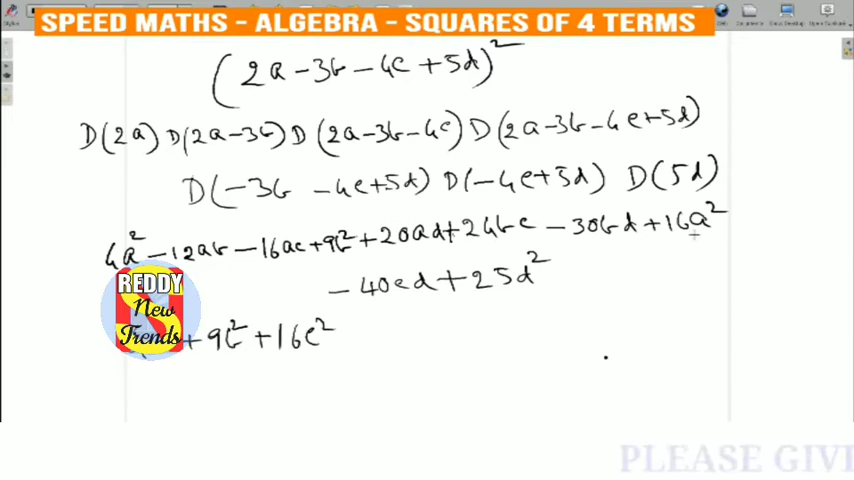 SPEED MATHS - ALGEBRA - SQUARES OF 4 TERMS
(2a-3b-4c+5d)²
D(2a) D(2a-3b) D(2a-3b-4c) D(2a-3b-4c+5d)
D(-3b -4c+5d) D(-4c+5d) D(5d)
4a²-12ab-16ac+9b²+20ad+24bc-30bd+16a²
-40cd+25d²
REDDY
New
Trends
+9b²+16c²
PLEASE GIVI